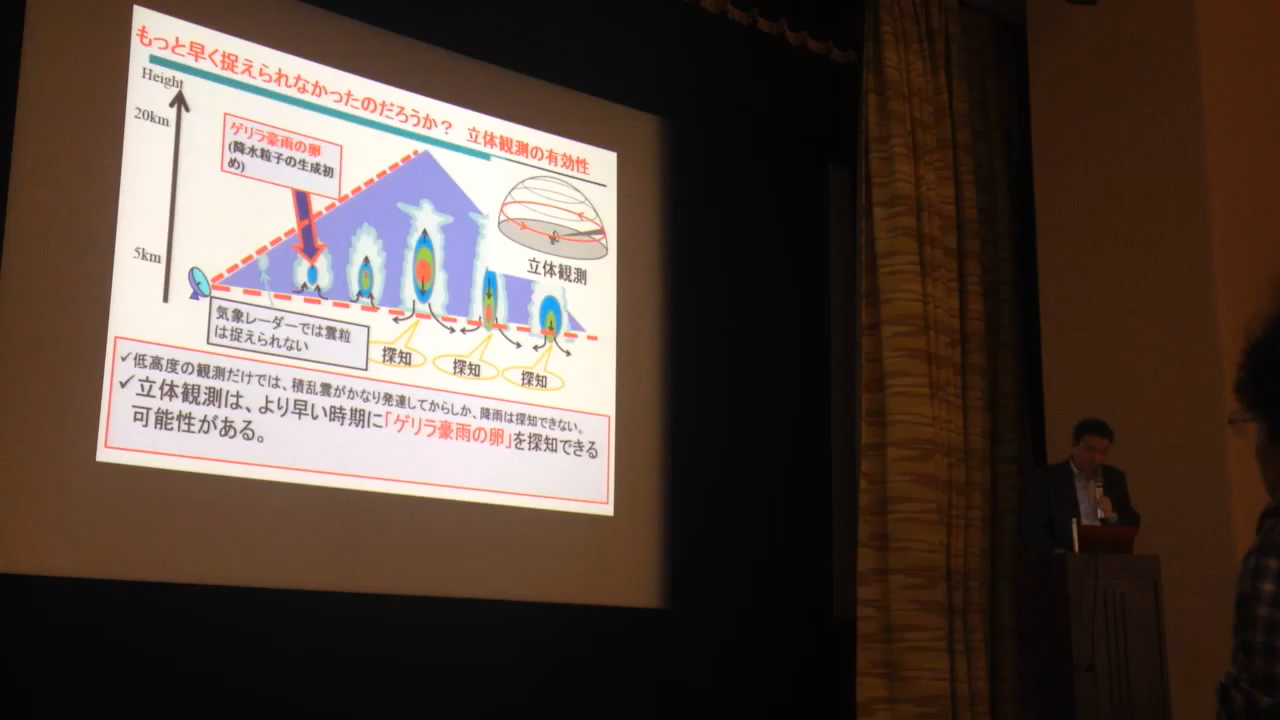 もっと早く捉えられなかったのだろうか？ 立体観測の有効性
Height
20km
ゲリラ豪雨の卵
(降水粒子の生成初
め)
5km
立体観測
気象レーダーでは雲粒
は捉えられない
探知
探知
探知
✓低高度の観測だけでは、積乱雲がかなり発達してからしか、降雨は探知できない。
✓立体観測は、より早い時期に「ゲリラ豪雨の卵」を探知できる
可能性がある。